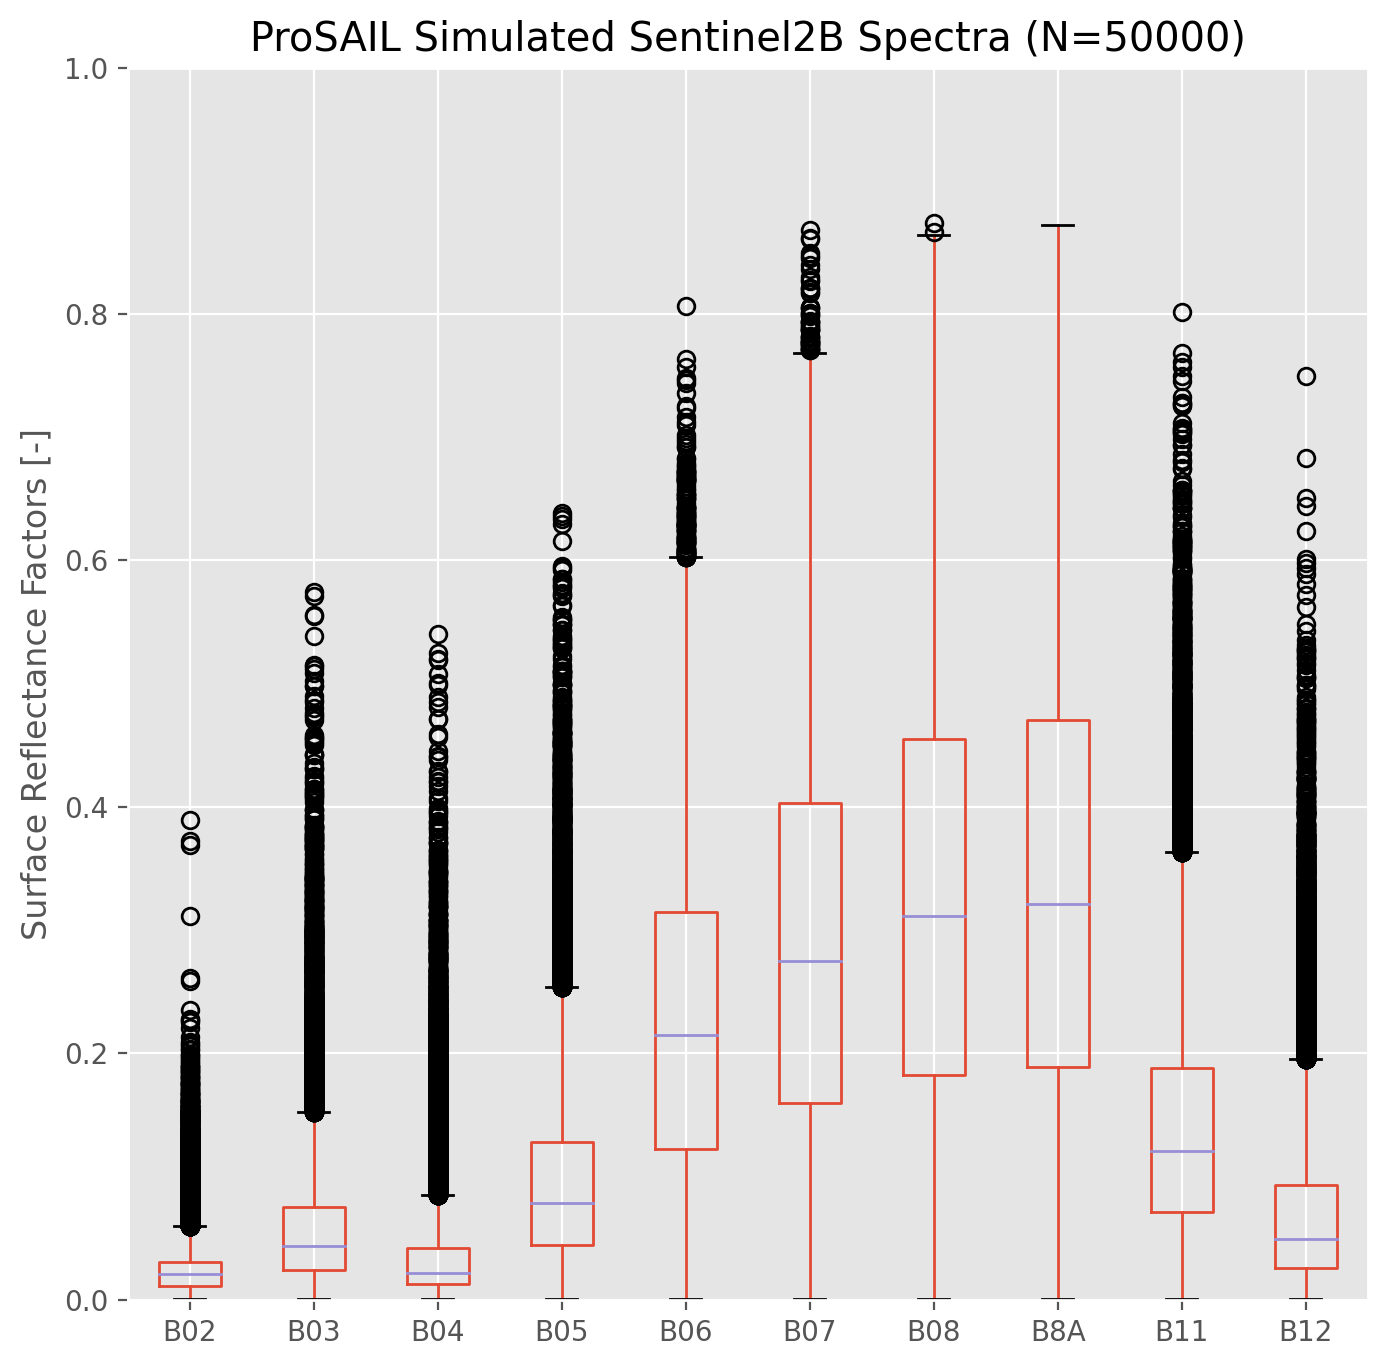 ProSAIL Simulated Sentinel2B Spectra (N=50000)
Surface Reflectance Factors [-]
1.0
0.8
0.6
0.4
0.2
0.0
B02 B03 B04 B05 B06 B07 B08 B8A B11 B12